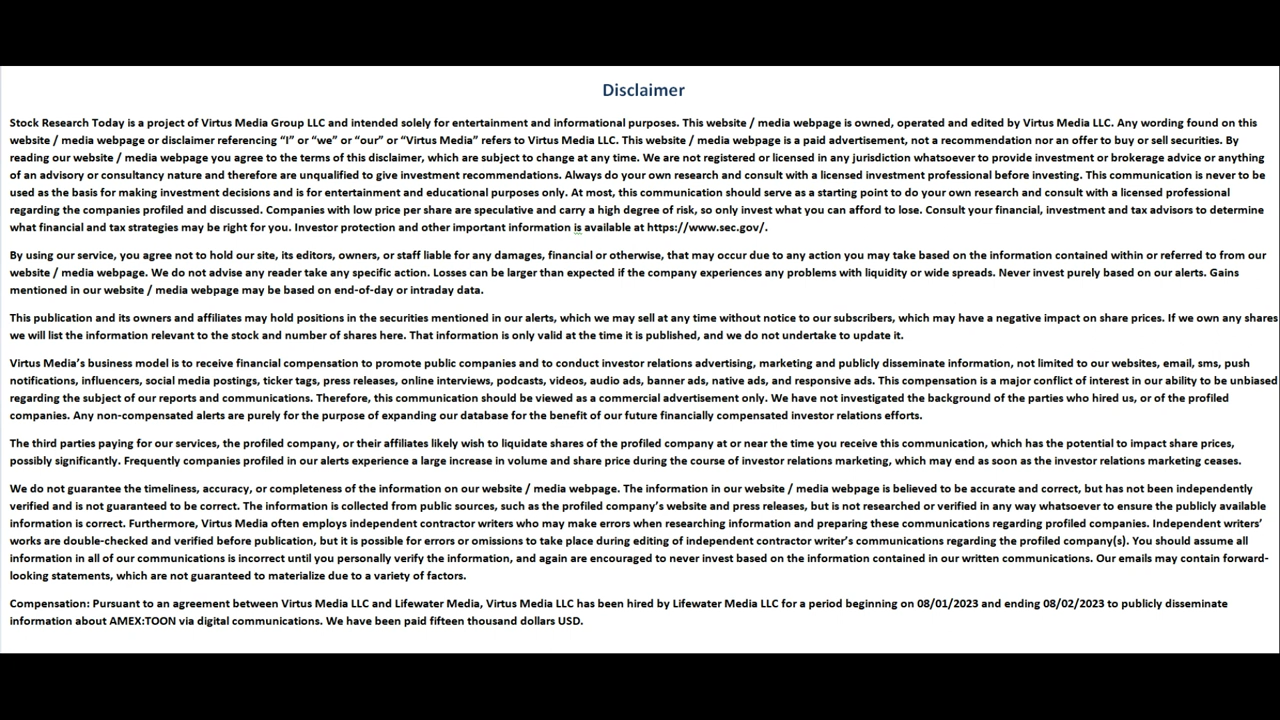 Disclaimer
Stock Research Today is a project of Virtus Media Group LLC and intended solely for entertainment and informational purposes. This website / media webpage is owned, operated and edited by Virtus Media LLC. Any wording found on this
website / media webpage or disclaimer referencing “I” or “we” or “our” or “Virtus Media” refers to Virtus Media LLC. This website / media webpage is a paid advertisement, not a recommendation nor an offer to buy or sell securities. By
reading our website / media webpage you agree to the terms of this disclaimer, which are subject to change at any time. We are not registered or licensed in any jurisdiction whatsoever to provide investment or brokerage advice or anything
of an advisory or consultancy nature and therefore are unqualified to give investment recommendations. Always do your own research and consult with a licensed investment professional before investing. This communication is never to be
used as the basis for making investment decisions and is for entertainment and educational purposes only. At most, this communication should serve as a starting point to do your own research and consult with a licensed professional
regarding the companies profiled and discussed. Companies with low price per share are speculative and carry a high degree of risk, so only invest what you can afford to lose. Consult your financial, investment and tax advisors to determine
what financial and tax strategies may be right for you. Investor protection and other important information is available at https://www.sec.gov/.
By using our service, you agree not to hold our site, its editors, owners, or staff liable for any damages, financial or otherwise, that may occur due to any action you may take based on the information contained within or referred to from our
website / media webpage. We do not advise any reader take any specific action. Losses can be larger than expected if the company experiences any problems with liquidity or wide spreads. Never invest purely based on our alerts. Gains
mentioned in our website / media webpage may be based on end-of-day or intraday data.
This publication and its owners and affiliates may hold positions in the securities mentioned in our alerts, which we may sell at any time without notice to our subscribers, which may have a negative impact on share prices. If we own any shares
we will list the information relevant to the stock and number of shares here. That information is only valid at the time it is published, and we do not undertake to update it.
Virtus Media’s business model is to receive financial compensation to promote public companies and to conduct investor relations advertising, marketing and publicly disseminate information, not limited to our websites, email, sms, push
notifications, influencers, social media postings, ticker tags, press releases, online interviews, podcasts, videos, audio ads, banner ads, native ads, and responsive ads. This compensation is a major conflict of interest in our ability to be unbiased
regarding the subject of our reports and communications. Therefore, this communication should be viewed as a commercial advertisement only. We have not investigated the background of the parties who hired us, or of the profiled
companies. Any non-compensated alerts are purely for the purpose of expanding our database for the benefit of our future financially compensated investor relations efforts.
The third parties paying for our services, the profiled company, or their affiliates likely wish to liquidate shares of the profiled company at or near the time you receive this communication, which has the potential to impact share prices,
possibly significantly. Frequently companies profiled in our alerts experience a large increase in volume and share price during the course of investor relations marketing, which may end as soon as the investor relations marketing ceases.
We do not guarantee the timeliness, accuracy, or completeness of the information on our website / media webpage. The information in our website / media webpage is believed to be accurate and correct, but has not been independently
verified and is not guaranteed to be correct. The information is collected from public sources, such as the profiled company’s website and press releases, but is not researched or verified in any way whatsoever to ensure the publicly available
information is correct. Furthermore, Virtus Media often employs independent contractor writers who may make errors when researching information and preparing these communications regarding profiled companies. Independent writers’
works are double-checked and verified before publication, but it is possible for errors or omissions to take place during editing of independent contractor writer’s communications regarding the profiled company(s). You should assume all
information in all of our communications is incorrect until you personally verify the information, and again are encouraged to never invest based on the information contained in our written communications. Our emails may contain forward-
looking statements, which are not guaranteed to materialize due to a variety of factors.
Compensation: Pursuant to an agreement between Virtus Media LLC and Lifewater Media, Virtus Media LLC has been hired by Lifewater Media LLC for a period beginning on 08/01/2023 and ending 08/02/2023 to publicly disseminate
information about AMEX:TOON via digital communications. We have been paid fifteen thousand dollars USD.